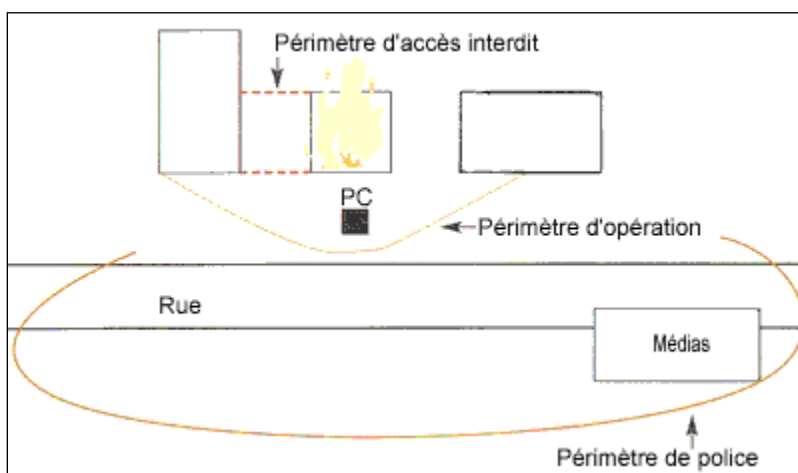 Périmètre d'accès interdit
PC
Périmètre d'opération
Rue
Médias
Périmètre de police